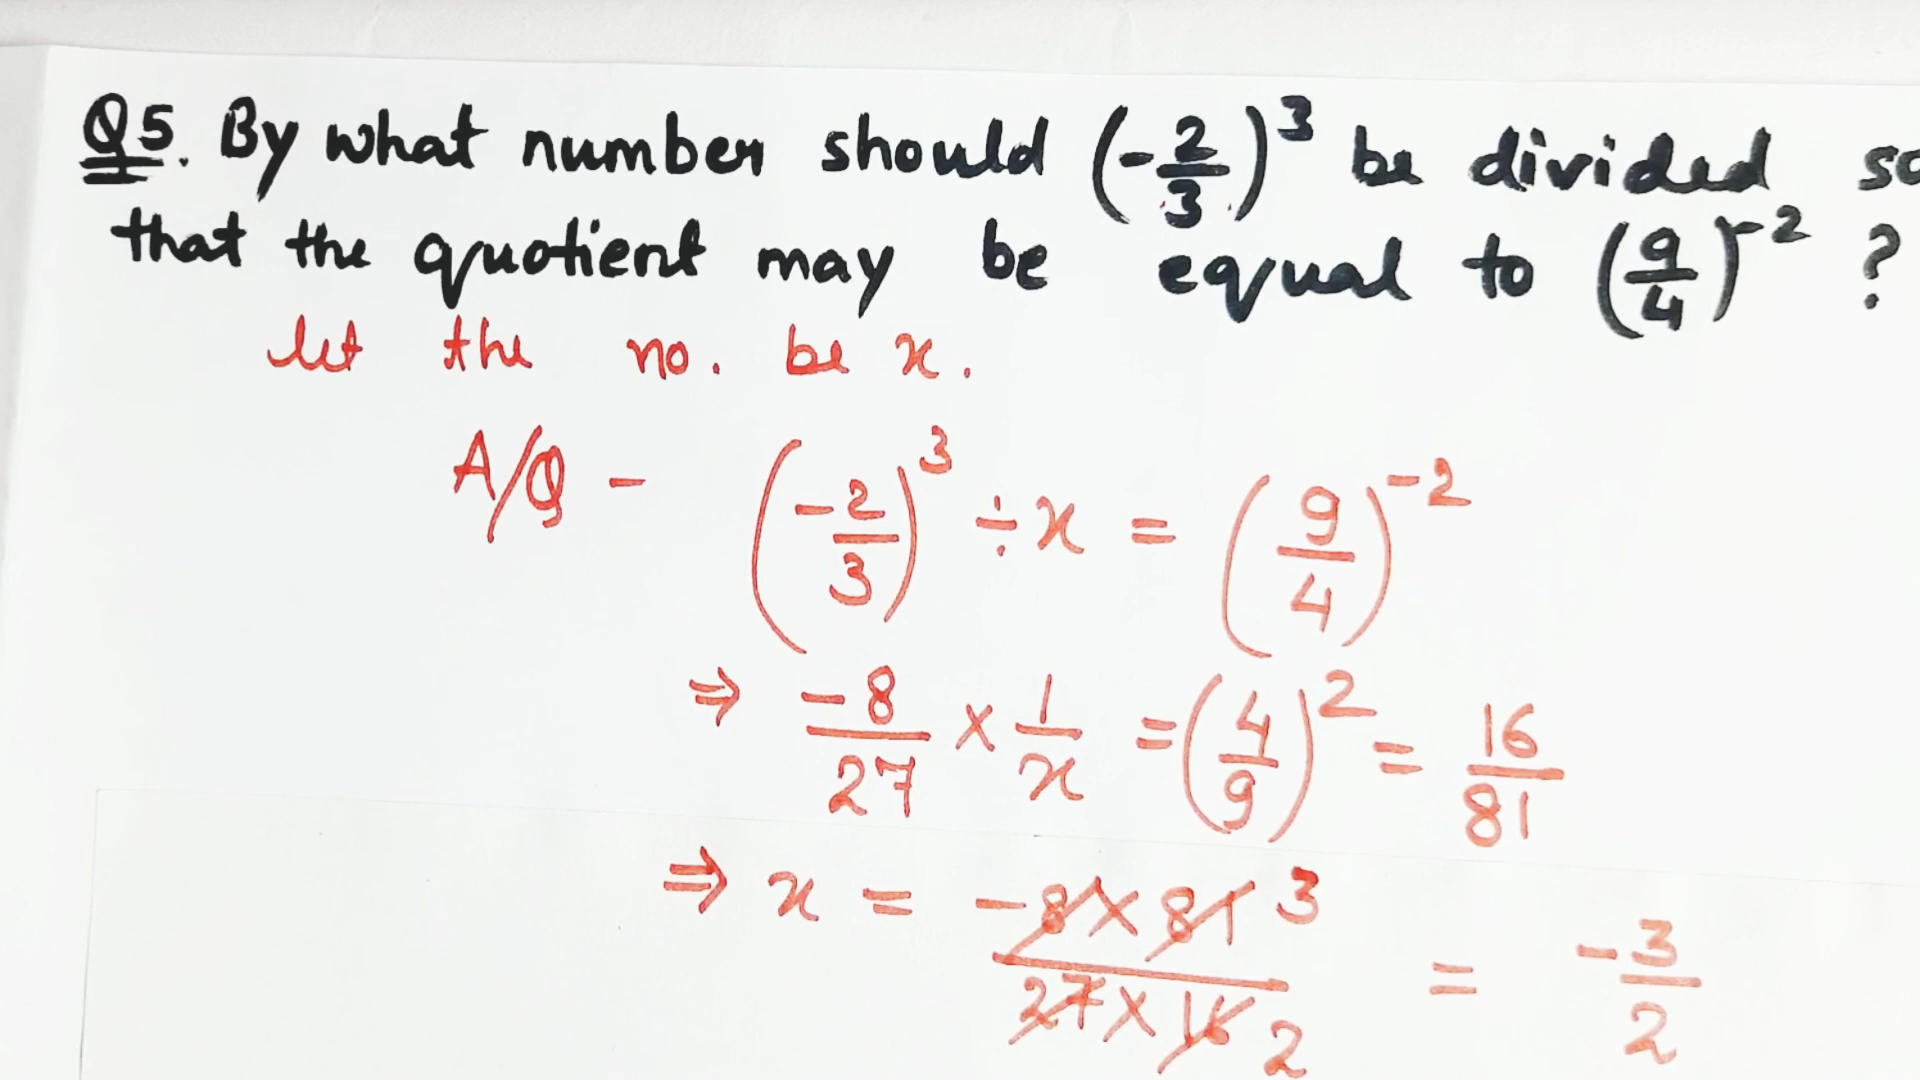 Q5. By what number should (-2/3)³ be divided so
that the quotient may be equal to (9/4)⁻² ?
let the no. be x.
A/Q - (-2/3)³ ÷ x = (9/4)⁻²
⇒ -8/27 × 1/x = (4/9)² = 16/81
⇒ x = -8×81 3 / 27×16 2 = -3/2